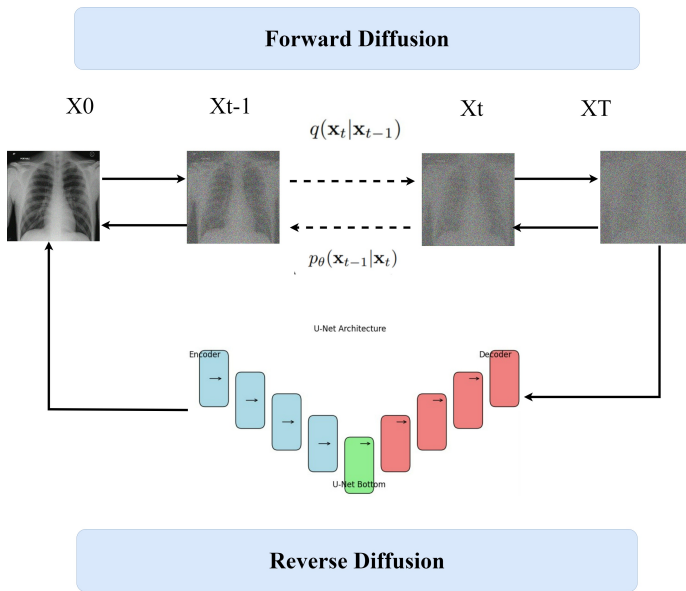 Forward Diffusion
X0
Xt-1
Xt
XT
q(𝐱ₜ|𝐱ₜ₋₁)
p_θ(𝐱ₜ₋₁|𝐱ₜ)
U-Net Architecture
Encoder
Decoder
U-Net Bottom
Reverse Diffusion